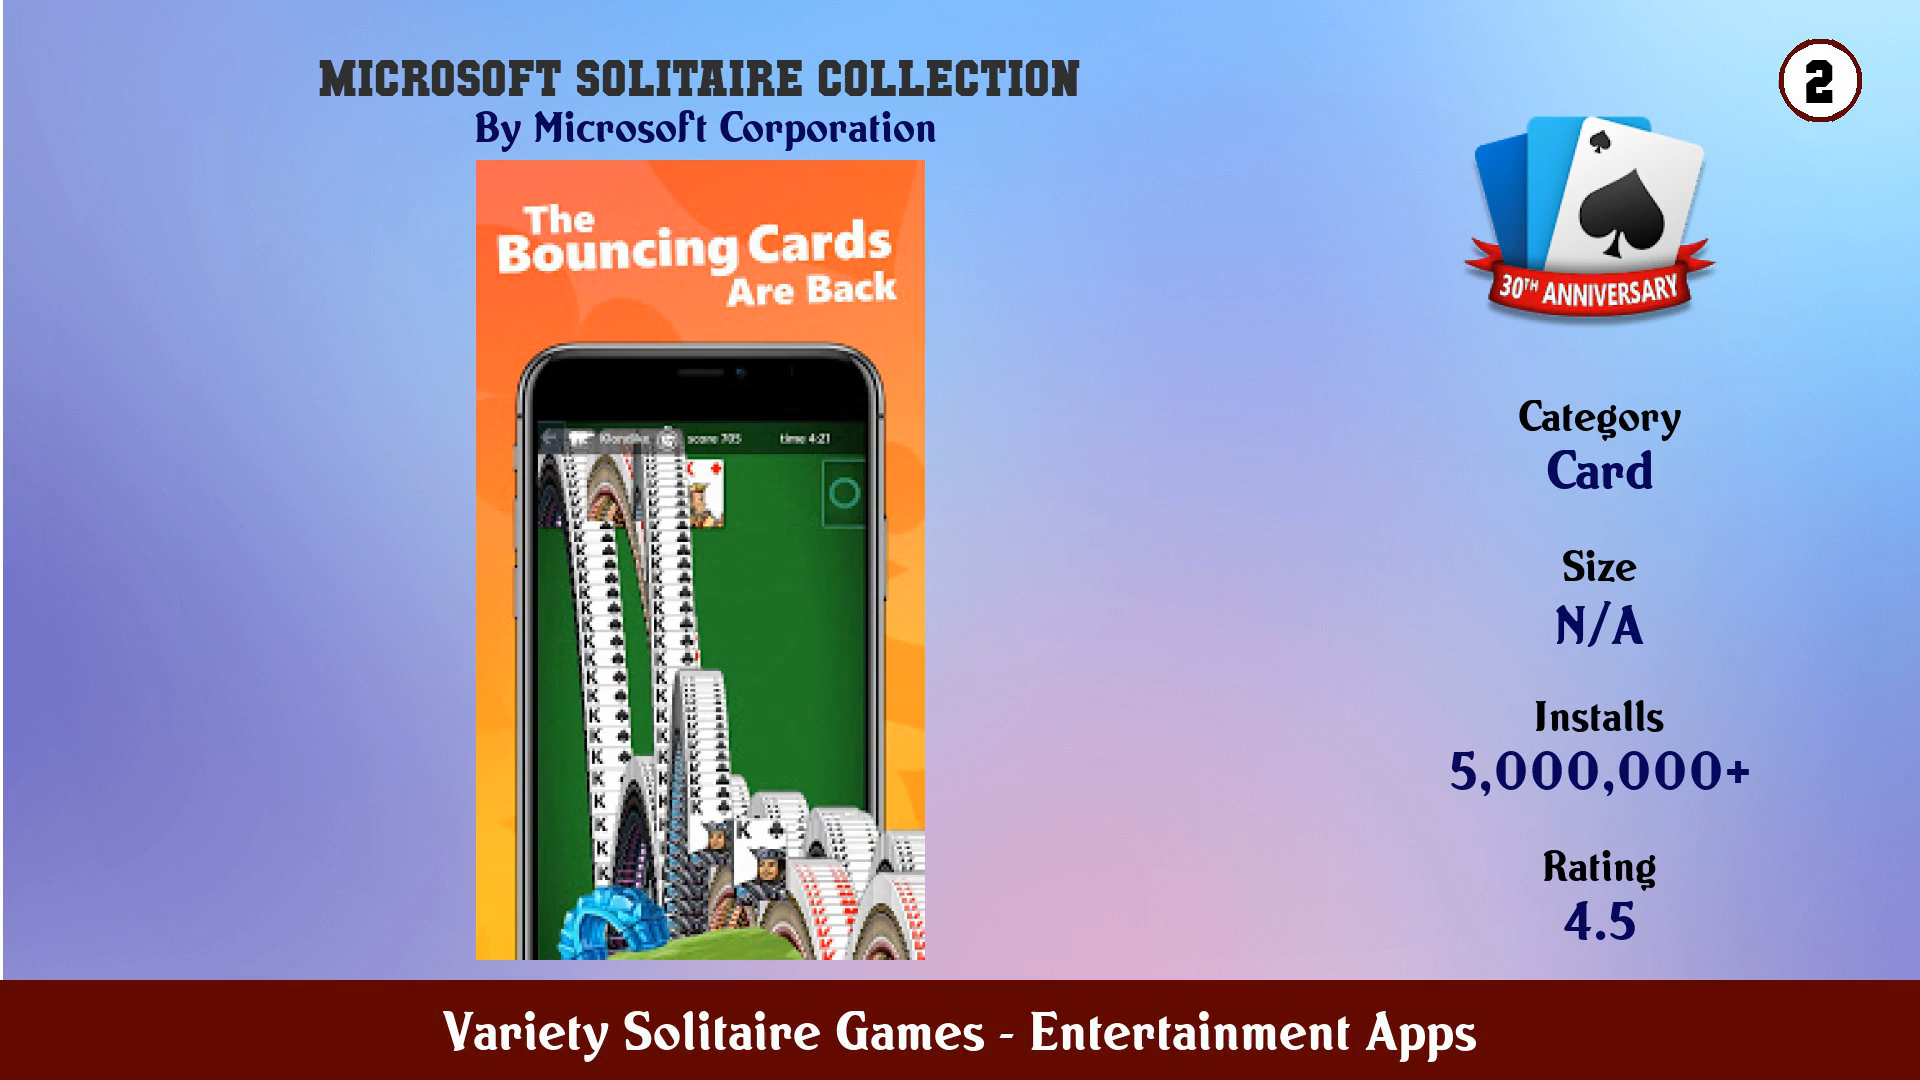 MICROSOFT SOLITAIRE COLLECTION
2
By Microsoft Corporation
The
Bouncing Cards
Are Back
Klondike score 705 time 4:21
30TH ANNIVERSARY
Category
Card
Size
N/A
Installs
5,000,000+
Rating
4.5
Variety Solitaire Games - Entertainment Apps